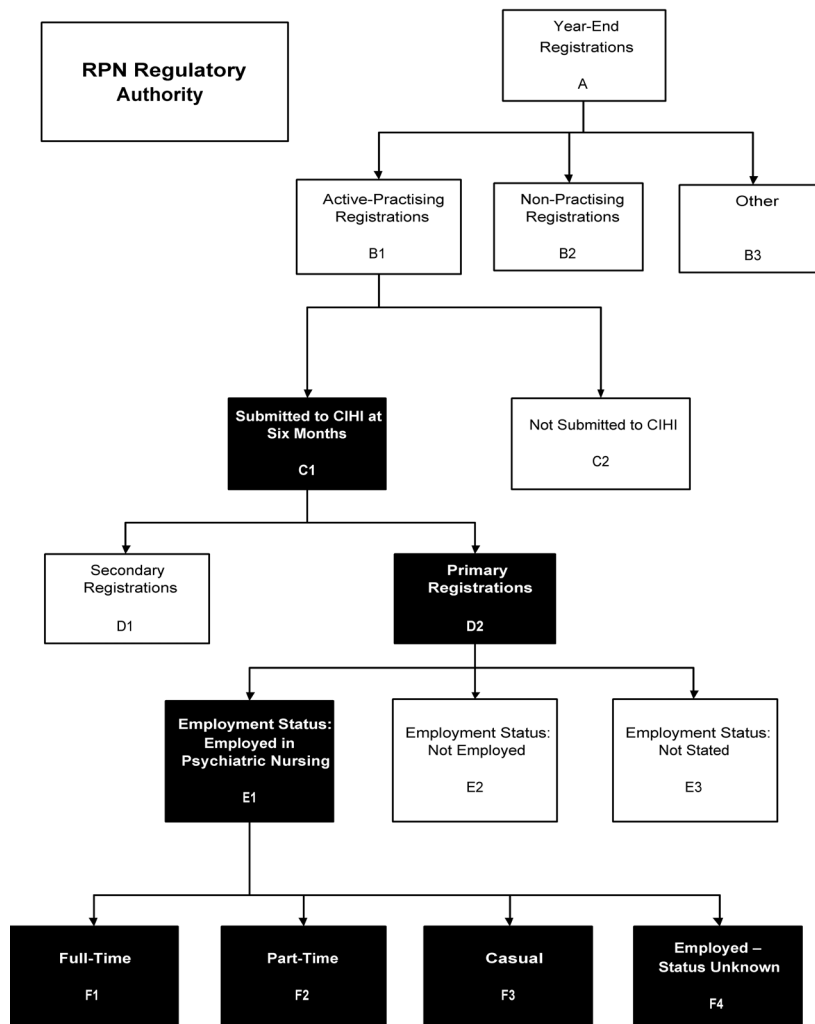 RPN Regulatory
Authority
Year-End
Registrations
A
Active-Practising
Registrations
B1
Non-Practising
Registrations
B2
Other
B3
Submitted to CIHI at
Six Months
C1
Not Submitted to CIHI
C2
Secondary
Registrations
D1
Primary
Registrations
D2
Employment Status:
Employed in
Psychiatric Nursing
E1
Employment Status:
Not Employed
E2
Employment Status:
Not Stated
E3
Full-Time
F1
Part-Time
F2
Casual
F3
Employed –
Status Unknown
F4